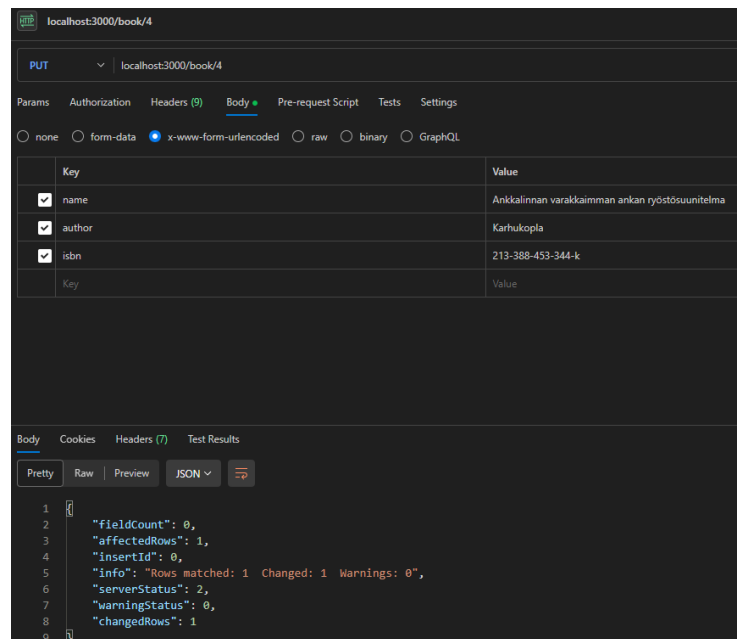 HTTP localhost:3000/book/4
PUT localhost:3000/book/4
Params Authorization Headers (9) Body Pre-request Script Tests Settings
none form-data x-www-form-urlencoded raw binary GraphQL
Key Value
name Ankkalinnan varakkaimman ankan ryöstösuunitelma
author Karhukopla
isbn 213-388-453-344-k
Key Value
Body Cookies Headers (7) Test Results
Pretty Raw Preview JSON
1 {
2 "fieldCount": 0,
3 "affectedRows": 1,
4 "insertId": 0,
5 "info": "Rows matched: 1  Changed: 1  Warnings: 0",
6 "serverStatus": 2,
7 "warningStatus": 0,
8 "changedRows": 1
9 }